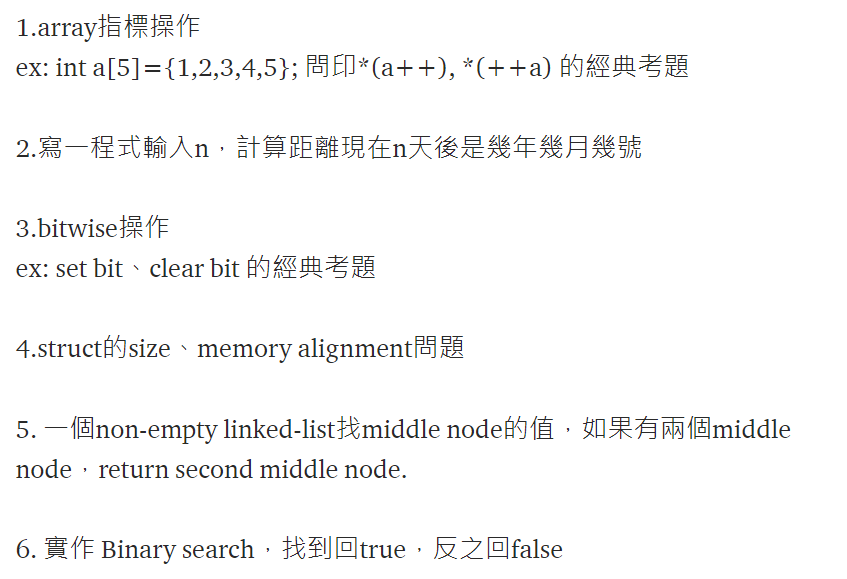 1.array指標操作
ex: int a[5]={1,2,3,4,5}; 問印*(a++), *(++a) 的經典考題
2.寫一程式輸入n，計算距離現在n天後是幾年幾月幾號
3.bitwise操作
ex: set bit、clear bit 的經典考題
4.struct的size、memory alignment問題
5. 一個non-empty linked-list找middle node的值，如果有兩個middle
node，return second middle node.
6. 實作 Binary search，找到回true，反之回false